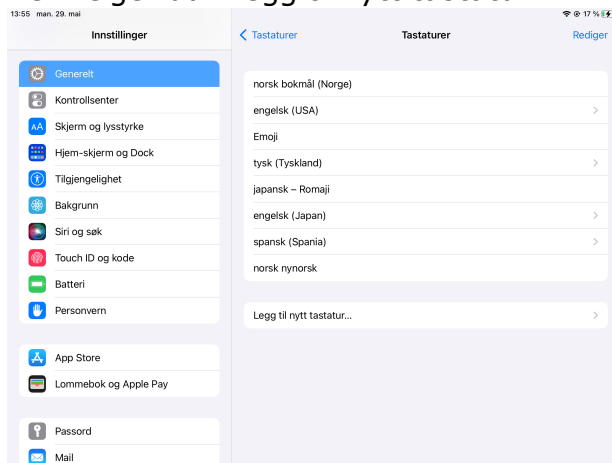 13:55 man. 29. mai
17 %
Innstillinger
Tastaturer
Tastaturer
Rediger
Generelt
Kontrollsenter
AA Skjerm og lysstyrke
Hjem-skjerm og Dock
Tilgjengelighet
Bakgrunn
Siri og søk
Touch ID og kode
Batteri
Personvern
App Store
Lommebok og Apple Pay
Passord
Mail
norsk bokmål (Norge)
engelsk (USA)
Emoji
tysk (Tyskland)
japansk – Romaji
engelsk (Japan)
spansk (Spania)
norsk nynorsk
Legg til nytt tastatur...